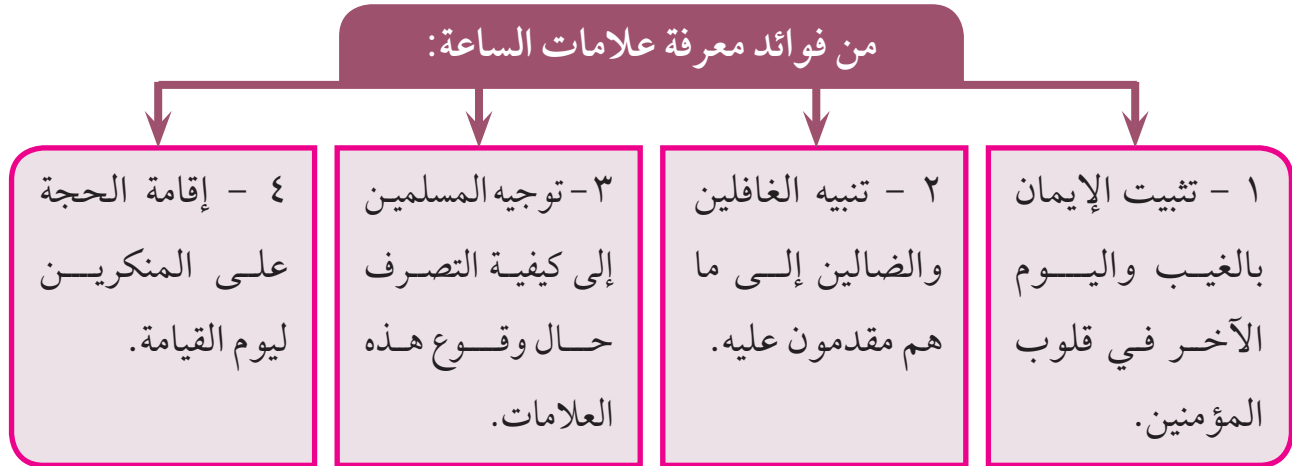 من فوائد معرفة علامات الساعة:
١ - تثبيت الإيمان
بالغيب واليوم
الآخر في قلوب
المؤمنين.
٢ - تنبيه الغافلين
والضالين إلى ما
هم مقدمون عليه.
٣ - توجيه المسلمين
إلى كيفية التصرف
حال وقوع هذه
العلامات.
٤ - إقامة الحجة
على المنكرين
ليوم القيامة.